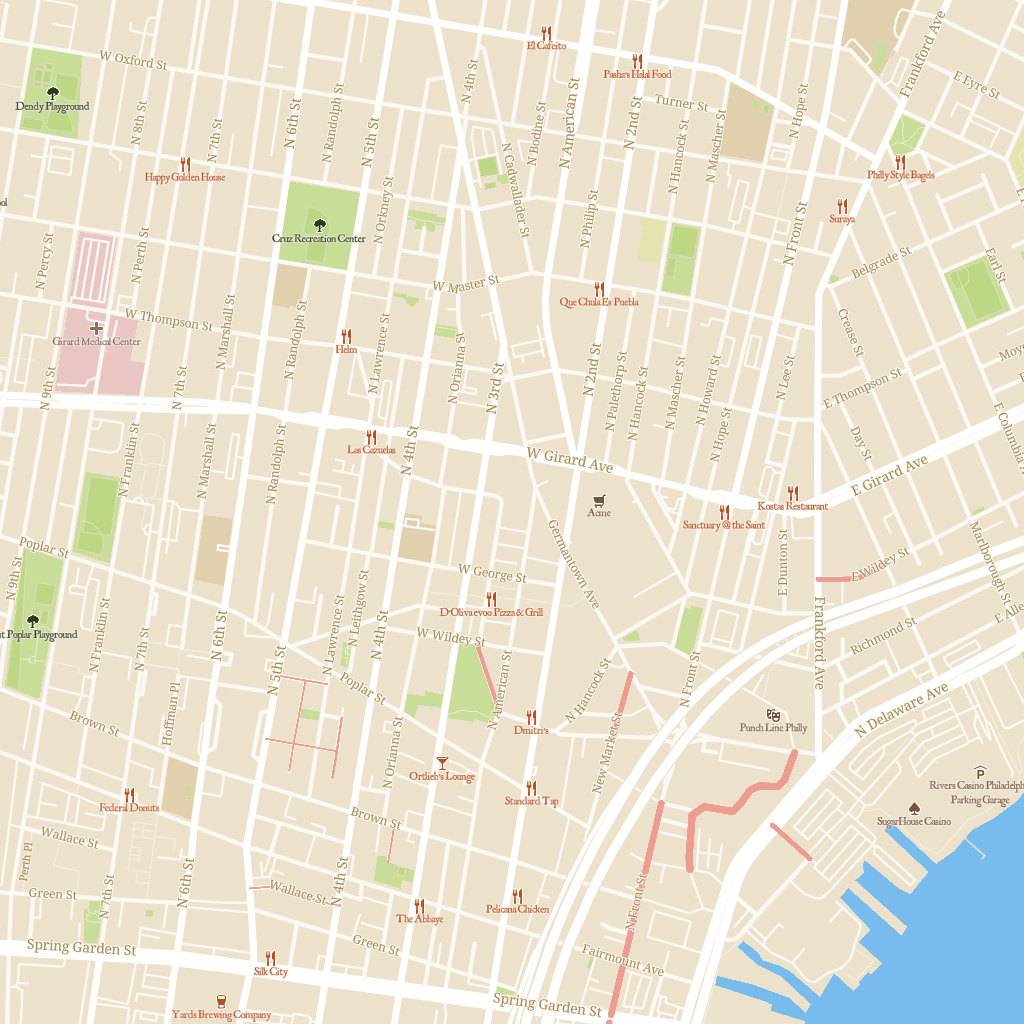 El Cafeito
W Oxford St
Pasha's Halal Food
Frankford Ave
E Eyre St
Dendy Playground
N 8th St
N 7th St
N 6th St
N Randolph St
N 5th St
N 4th St
N Bodine St
N American St
N 2nd St
Turner St
N Hancock St
N Mascher St
N Hope St
Happy Golden House
N Cadwallader St
Philly Style Bagels
Suraya
N Orkney St
N Philip St
N Front St
Cruz Recreation Center
N Percy St
N Perth St
Belgrade St
Earl St
W Master St
Que Chula Es Puebla
W Thompson St
N Marshall St
N Randolph St
N Lawrence St
Helm
Girard Medical Center
N Orianna St
Crease St
N 9th St
N 7th St
N 3rd St
N 2nd St
N Palethorp St
N Hancock St
N Mascher St
N Howard St
N Lee St
E Thompson St
N Hope St
Day St
E Columbia
N Franklin St
N Marshall St
N Randolph St
Las Cazuelas
N 4th St
W Girard Ave
E Girard Ave
Acme
Kostas Restaurant
Sanctuary @ the Saint
Marlborough St
Poplar St
Germantown Ave
E Dunton St
W George St
E Wildey St
N 9th St
N Franklin St
N 7th St
N 6th St
N Lawrence St
N Leithgow St
N 4th St
D'Oliva evoo Pizza & Grill
Frankford Ave
E Alle
t Poplar Playground
W Wildey St
Richmond St
N 5th St
Poplar St
N American St
N Hancock St
N Front St
N Delaware Ave
Hoffman Pl
Brown St
Dmitri's
New Market St
Punch Line Philly
N Orianna St
Ortlieb's Lounge
Standard Tap
Rivers Casino Philadelph
Parking Garage
SugarHouse Casino
Federal Donuts
Brown St
Wallace St
Perth Pl
Green St
N 7th St
N 6th St
Wallace St
N 4th St
The Abbaye
Pelicana Chicken
N Front St
Spring Garden St
Green St
Fairmount Ave
Silk City
Yards Brewing Company
Spring Garden St